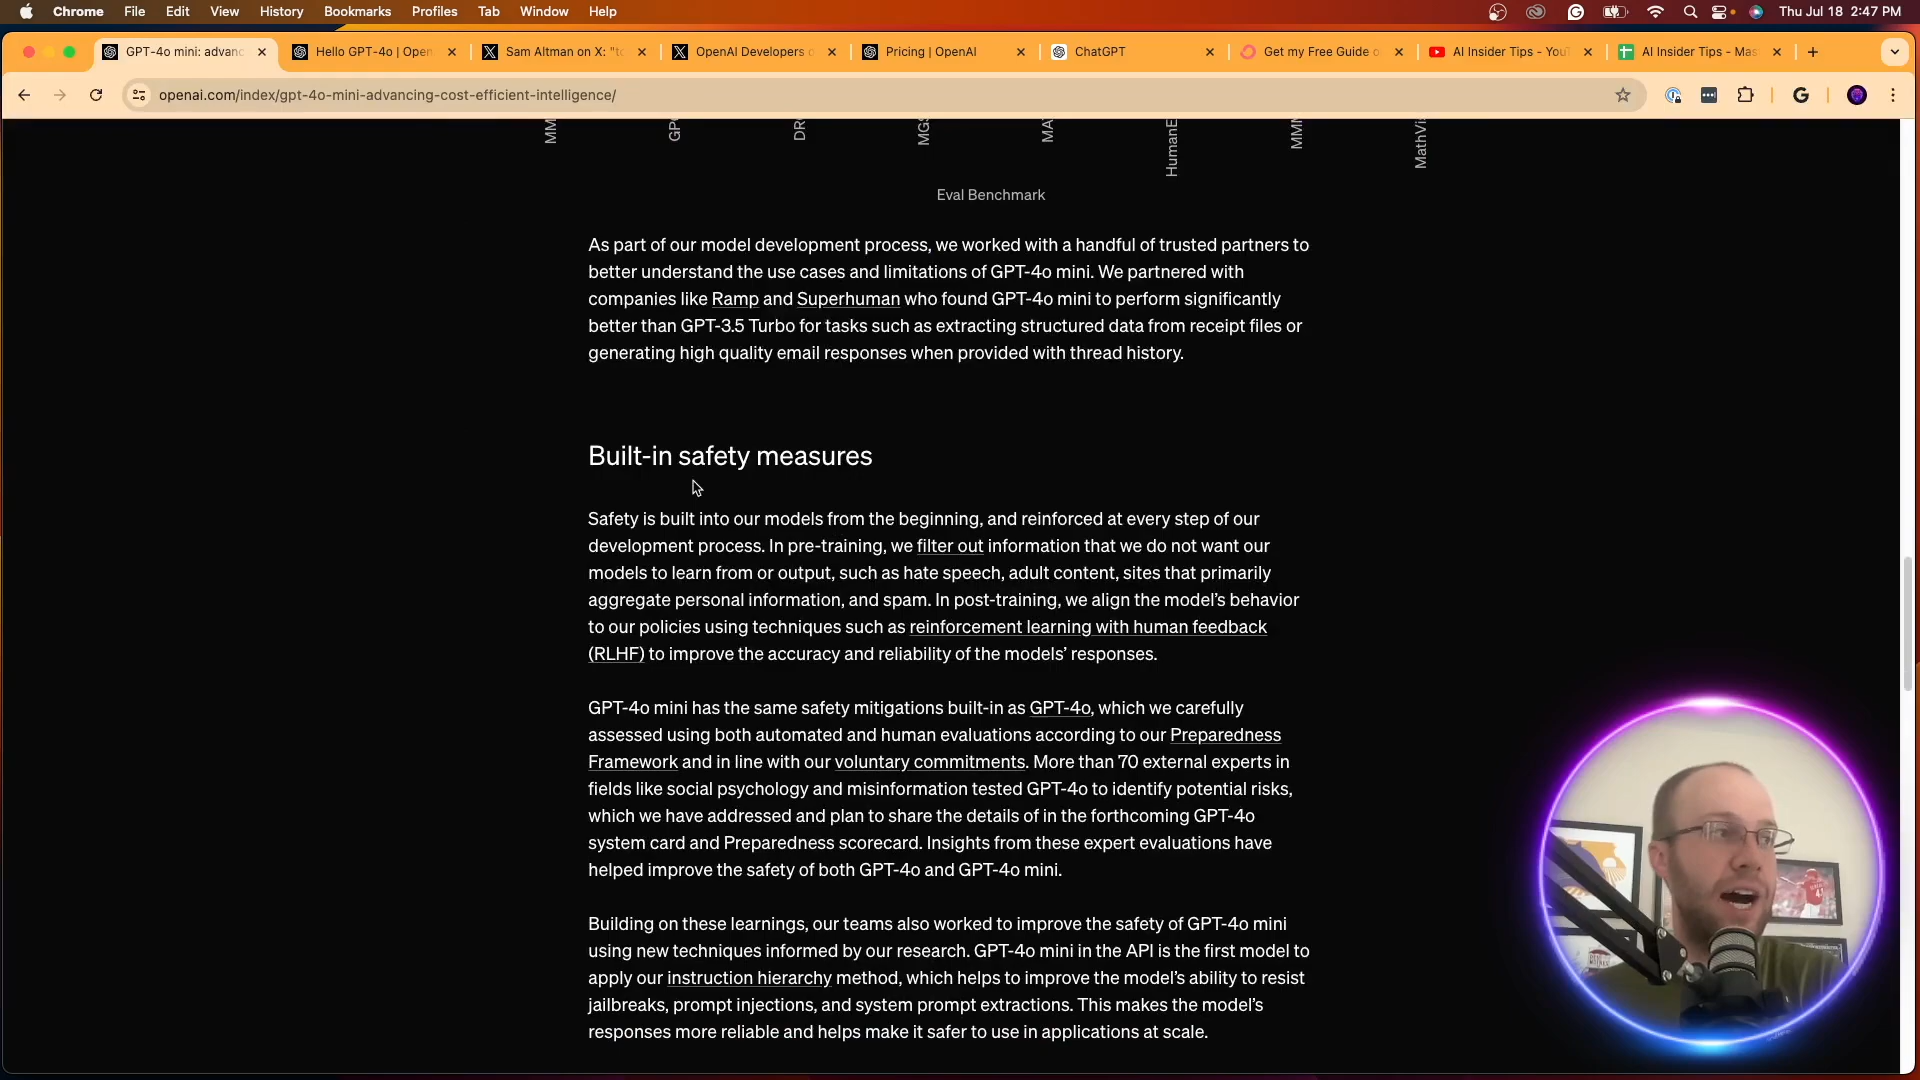 Chrome File Edit View History Bookmarks Profiles Tab Window Help Thu Jul 18 2:47 PM
GPT-4o mini: advanc Hello GPT-4o | Open Sam Altman on X: "to OpenAI Developers o Pricing | OpenAI ChatGPT Get my Free Guide o AI Insider Tips - You AI Insider Tips - Mas
openai.com/index/gpt-4o-mini-advancing-cost-efficient-intelligence/
MM GPQ DRO MGS MAT HumanE MMM MathVis
Eval Benchmark
As part of our model development process, we worked with a handful of trusted partners to
better understand the use cases and limitations of GPT-4o mini. We partnered with
companies like Ramp and Superhuman who found GPT-4o mini to perform significantly
better than GPT-3.5 Turbo for tasks such as extracting structured data from receipt files or
generating high quality email responses when provided with thread history.
Built-in safety measures
Safety is built into our models from the beginning, and reinforced at every step of our
development process. In pre-training, we filter out information that we do not want our
models to learn from or output, such as hate speech, adult content, sites that primarily
aggregate personal information, and spam. In post-training, we align the model’s behavior
to our policies using techniques such as reinforcement learning with human feedback
(RLHF) to improve the accuracy and reliability of the models’ responses.
GPT-4o mini has the same safety mitigations built-in as GPT-4o, which we carefully
assessed using both automated and human evaluations according to our Preparedness
Framework and in line with our voluntary commitments. More than 70 external experts in
fields like social psychology and misinformation tested GPT-4o to identify potential risks,
which we have addressed and plan to share the details of in the forthcoming GPT-4o
system card and Preparedness scorecard. Insights from these expert evaluations have
helped improve the safety of both GPT-4o and GPT-4o mini.
Building on these learnings, our teams also worked to improve the safety of GPT-4o mini
using new techniques informed by our research. GPT-4o mini in the API is the first model to
apply our instruction hierarchy method, which helps to improve the model’s ability to resist
jailbreaks, prompt injections, and system prompt extractions. This makes the model’s
responses more reliable and helps make it safer to use in applications at scale.